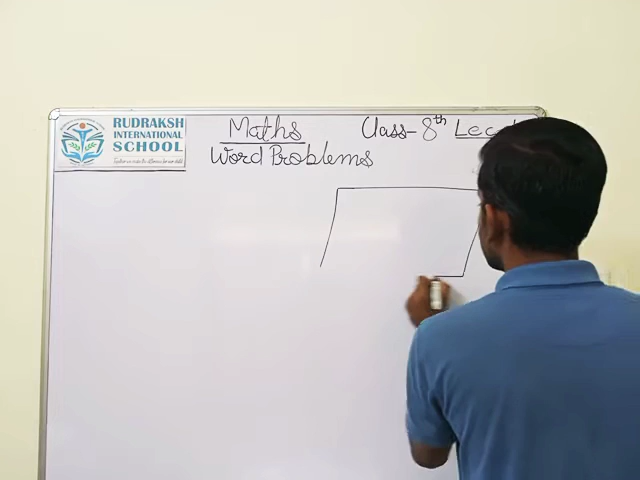 RUDRAKSH
INTERNATIONAL
SCHOOL
Maths
Class-8th
Word Problems